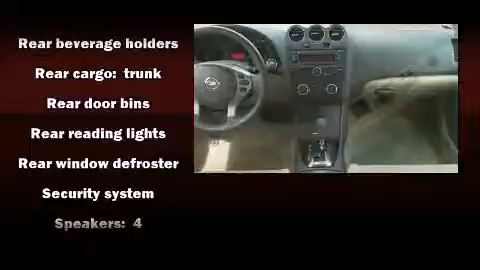 Rear beverage holders
Rear cargo: trunk
Rear door bins
Rear reading lights
Rear window defroster
Security system
Speakers: 4